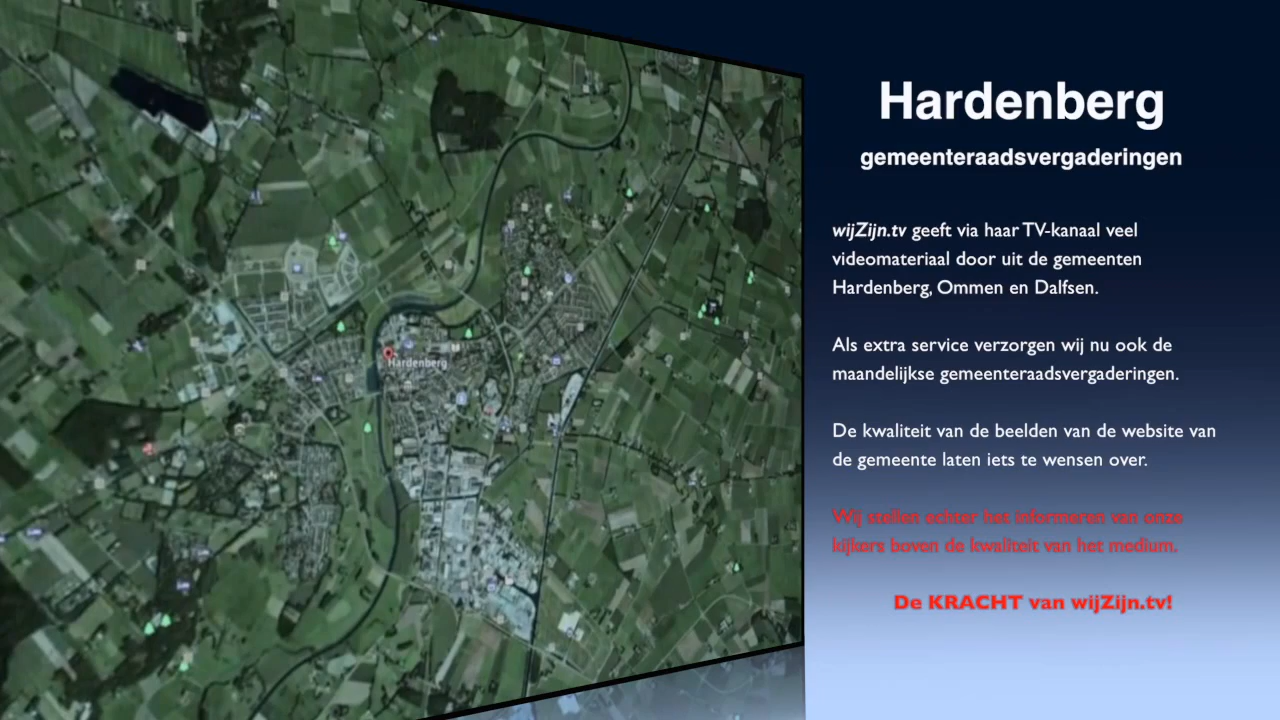 Hardenberg
gemeenteraadsvergaderingen
wijZijn.tv geeft via haar TV-kanaal veel
videomateriaal door uit de gemeenten
Hardenberg, Ommen en Dalfsen.
Als extra service verzorgen wij nu ook de
maandelijkse gemeenteraadsvergaderingen.
De kwaliteit van de beelden van de website van
de gemeente laten iets te wensen over.
Wij stellen echter het informeren van onze
kijkers boven de kwaliteit van het medium.
De KRACHT van wijZijn.tv!
Hardenberg